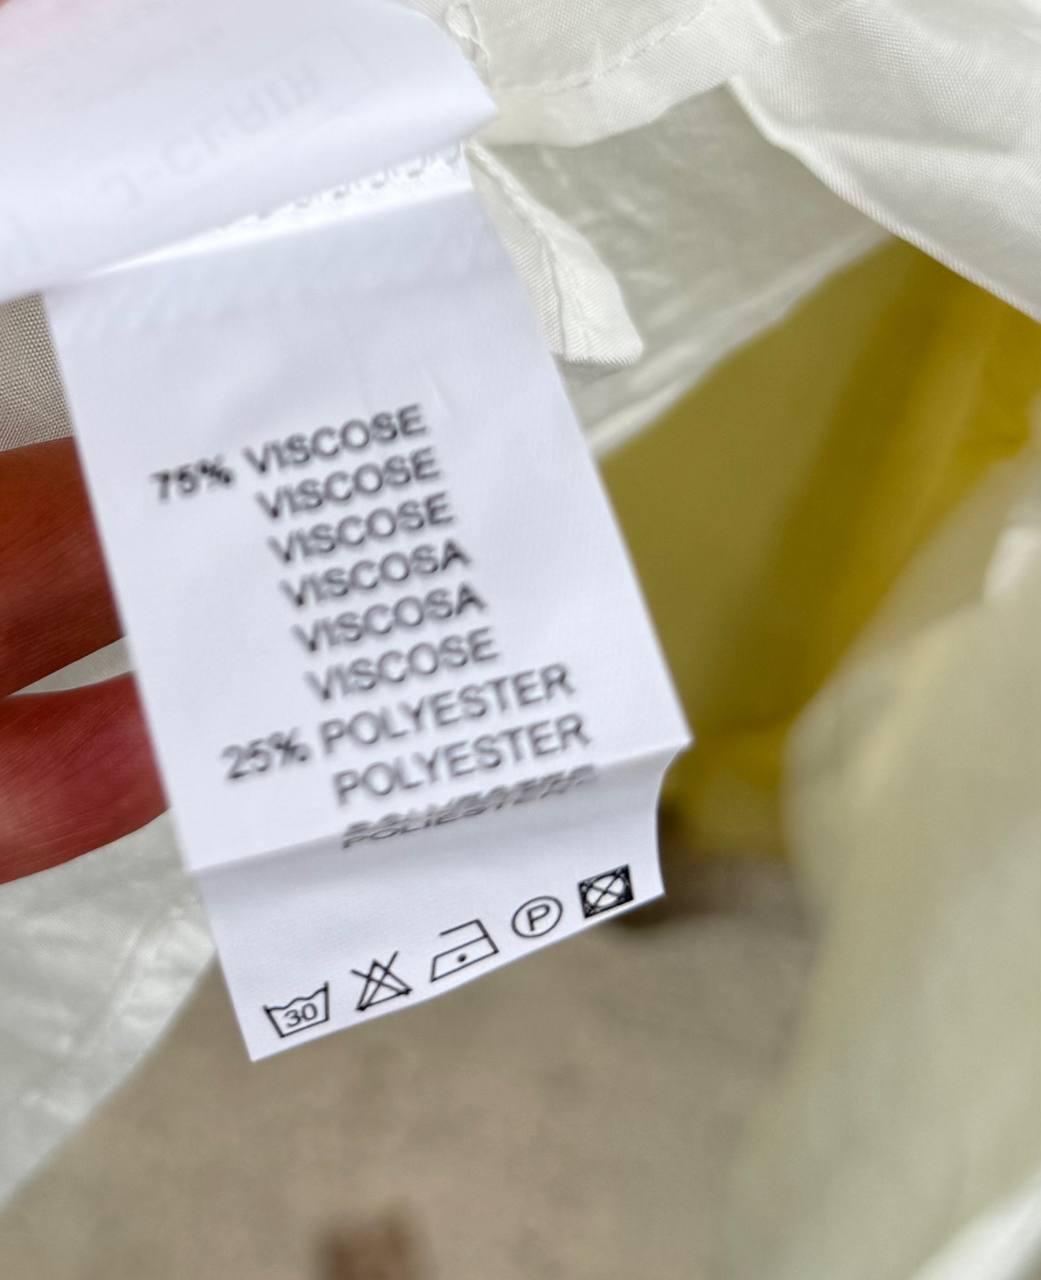 75% VISCOSE
VISCOSE
VISCOSE
VISCOSA
VISCOSA
VISCOSE
25% POLYESTER
POLYESTER
30
P